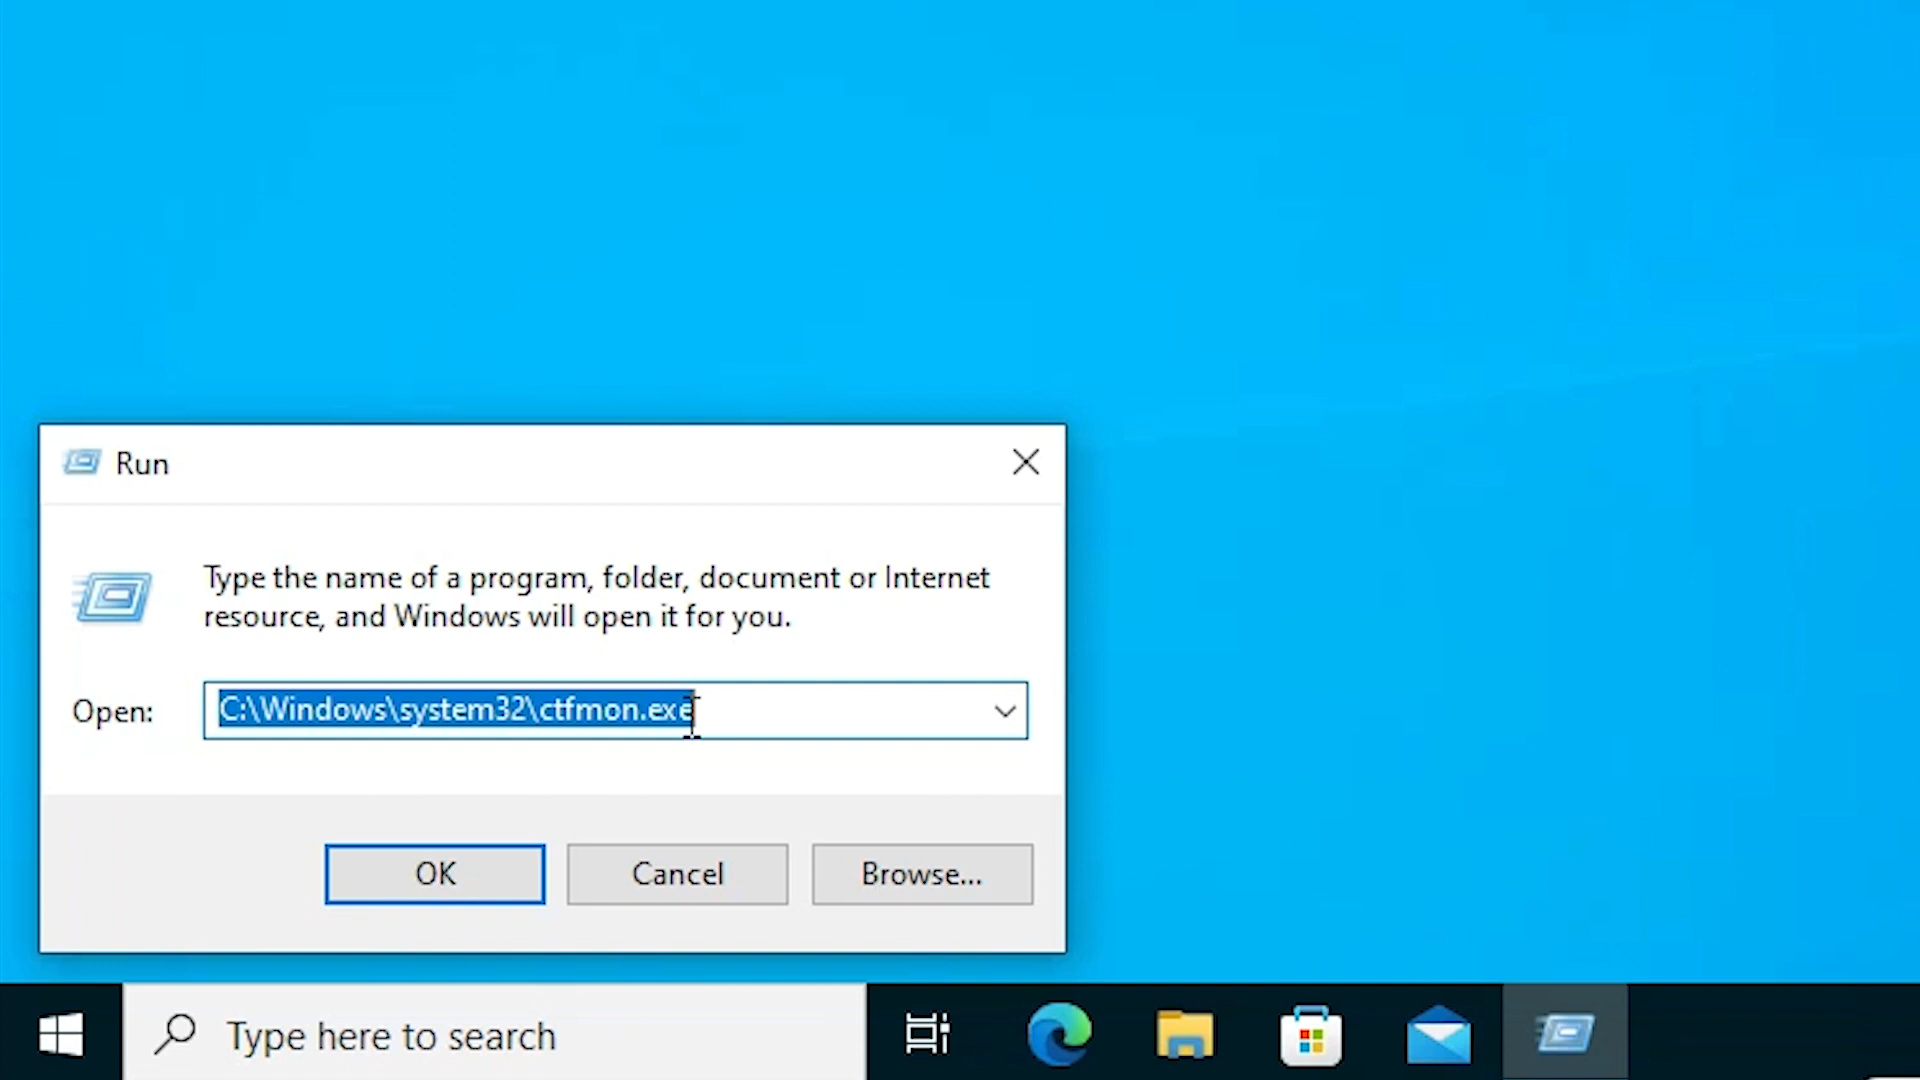 Run
Type the name of a program, folder, document or Internet
resource, and Windows will open it for you.
Open:
C:\Windows\system32\ctfmon.exe
OK
Cancel
Browse...
Type here to search